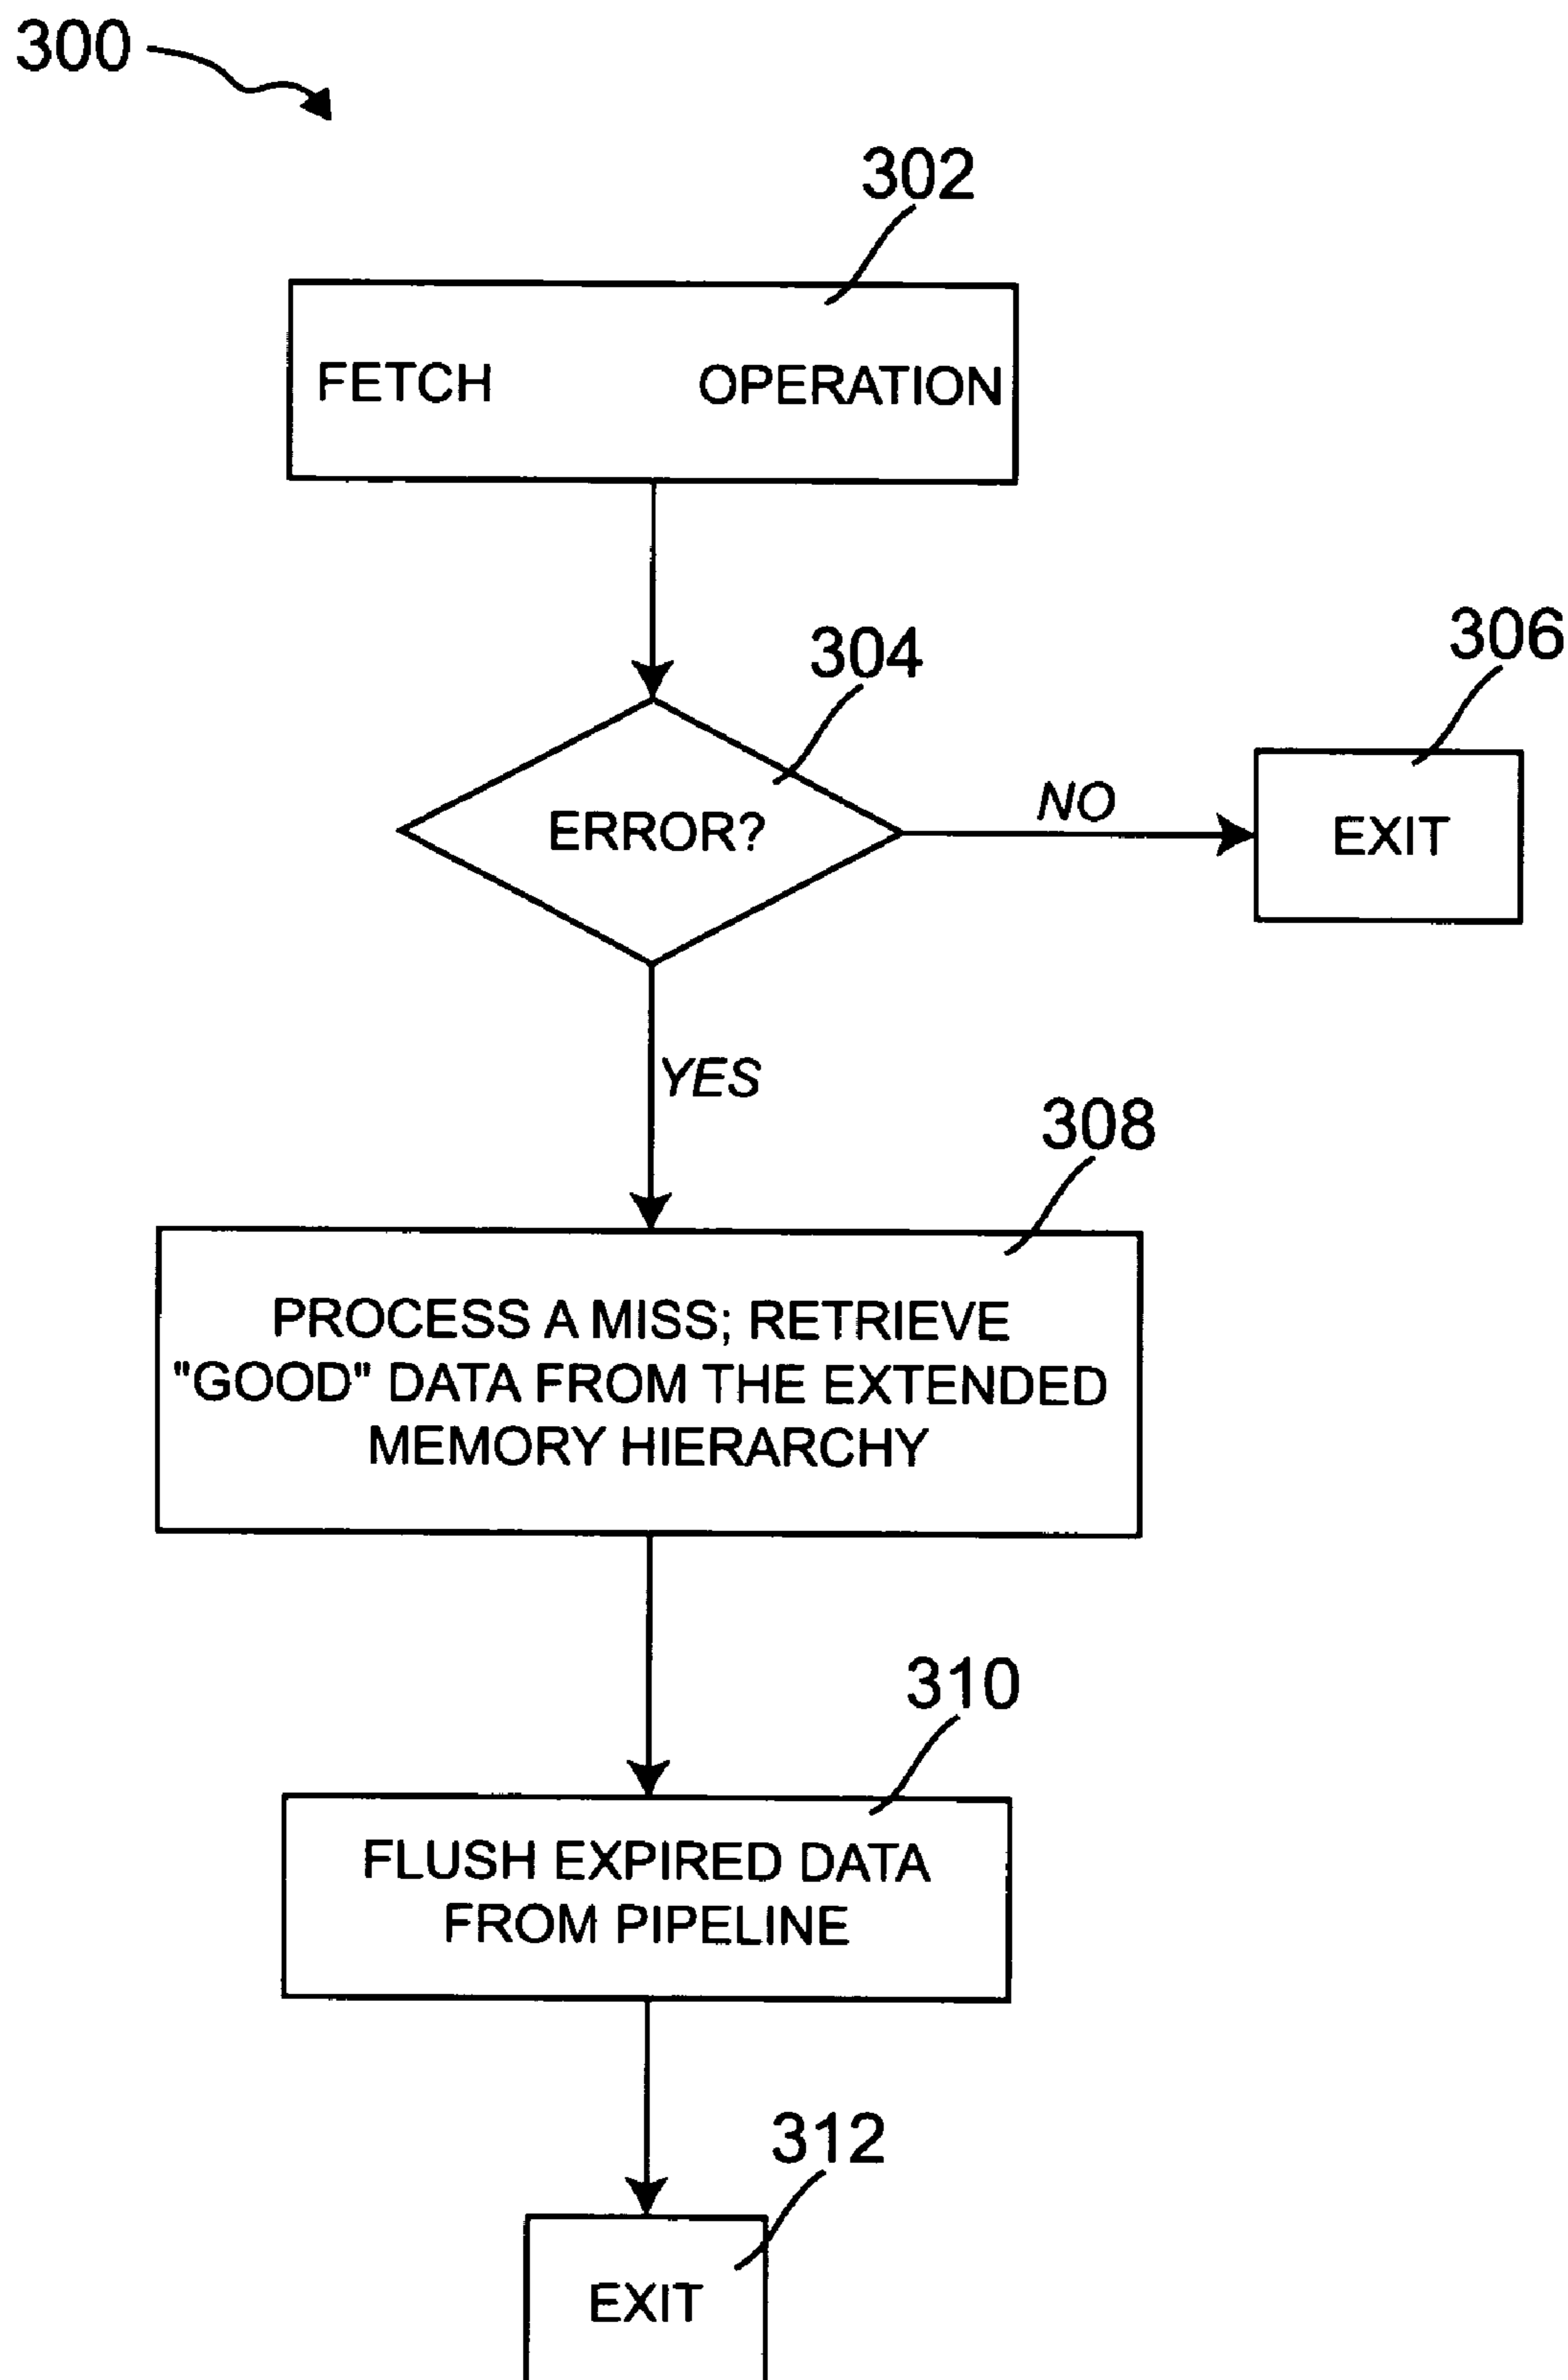 300
302
FETCH OPERATION
304
306
ERROR?
NO
EXIT
YES
308
PROCESS A MISS; RETRIEVE
"GOOD" DATA FROM THE EXTENDED
MEMORY HIERARCHY
310
FLUSH EXPIRED DATA
FROM PIPELINE
312
EXIT